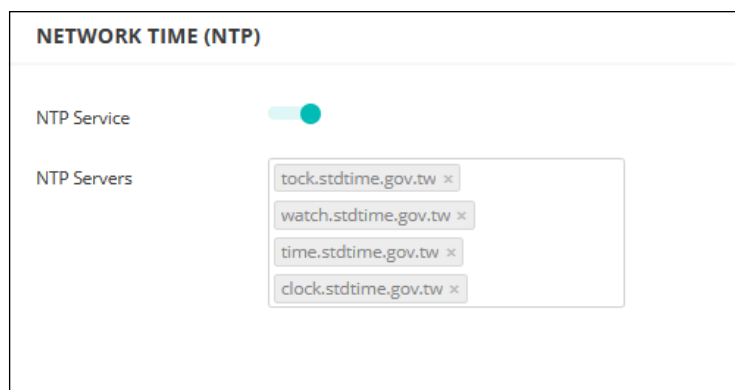 NETWORK TIME (NTP)
NTP Service
NTP Servers
tock.stdtime.gov.tw ×
watch.stdtime.gov.tw ×
time.stdtime.gov.tw ×
clock.stdtime.gov.tw ×